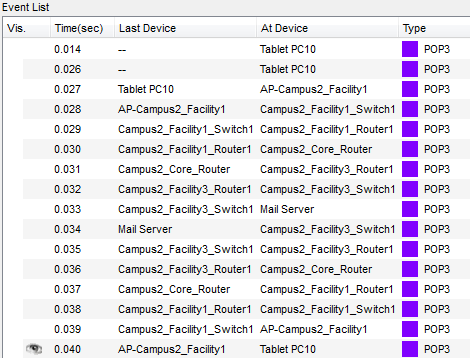 Event List
Vis. Time(sec) Last Device At Device Type
0.014 -- Tablet PC10 POP3
0.026 -- Tablet PC10 POP3
0.027 Tablet PC10 AP-Campus2_Facility1 POP3
0.028 AP-Campus2_Facility1 Campus2_Facility1_Switch1 POP3
0.029 Campus2_Facility1_Switch1 Campus2_Facility1_Router1 POP3
0.030 Campus2_Facility1_Router1 Campus2_Core_Router POP3
0.031 Campus2_Core_Router Campus2_Facility3_Router1 POP3
0.032 Campus2_Facility3_Router1 Campus2_Facility3_Switch1 POP3
0.033 Campus2_Facility3_Switch1 Mail Server POP3
0.034 Mail Server Campus2_Facility3_Switch1 POP3
0.035 Campus2_Facility3_Switch1 Campus2_Facility3_Router1 POP3
0.036 Campus2_Facility3_Router1 Campus2_Core_Router POP3
0.037 Campus2_Core_Router Campus2_Facility1_Router1 POP3
0.038 Campus2_Facility1_Router1 Campus2_Facility1_Switch1 POP3
0.039 Campus2_Facility1_Switch1 AP-Campus2_Facility1 POP3
0.040 AP-Campus2_Facility1 Tablet PC10 POP3